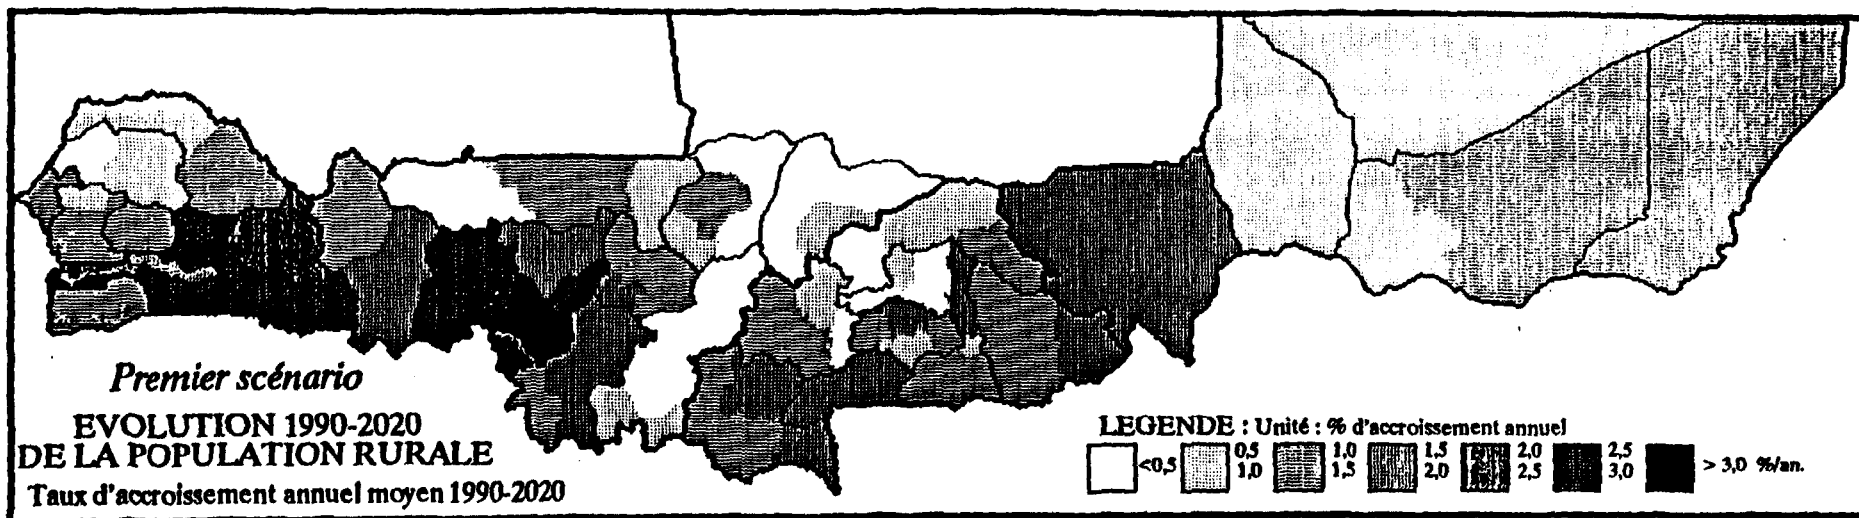 Premier scénario
EVOLUTION 1990-2020
DE LA POPULATION RURALE
Taux d'accroissement annuel moyen 1990-2020
LEGENDE : Unité : % d'accroissement annuel
<0,5
0,5
1,0
1,0
1,5
1,5
2,0
2,0
2,5
2,5
3,0
> 3,0 %/an.